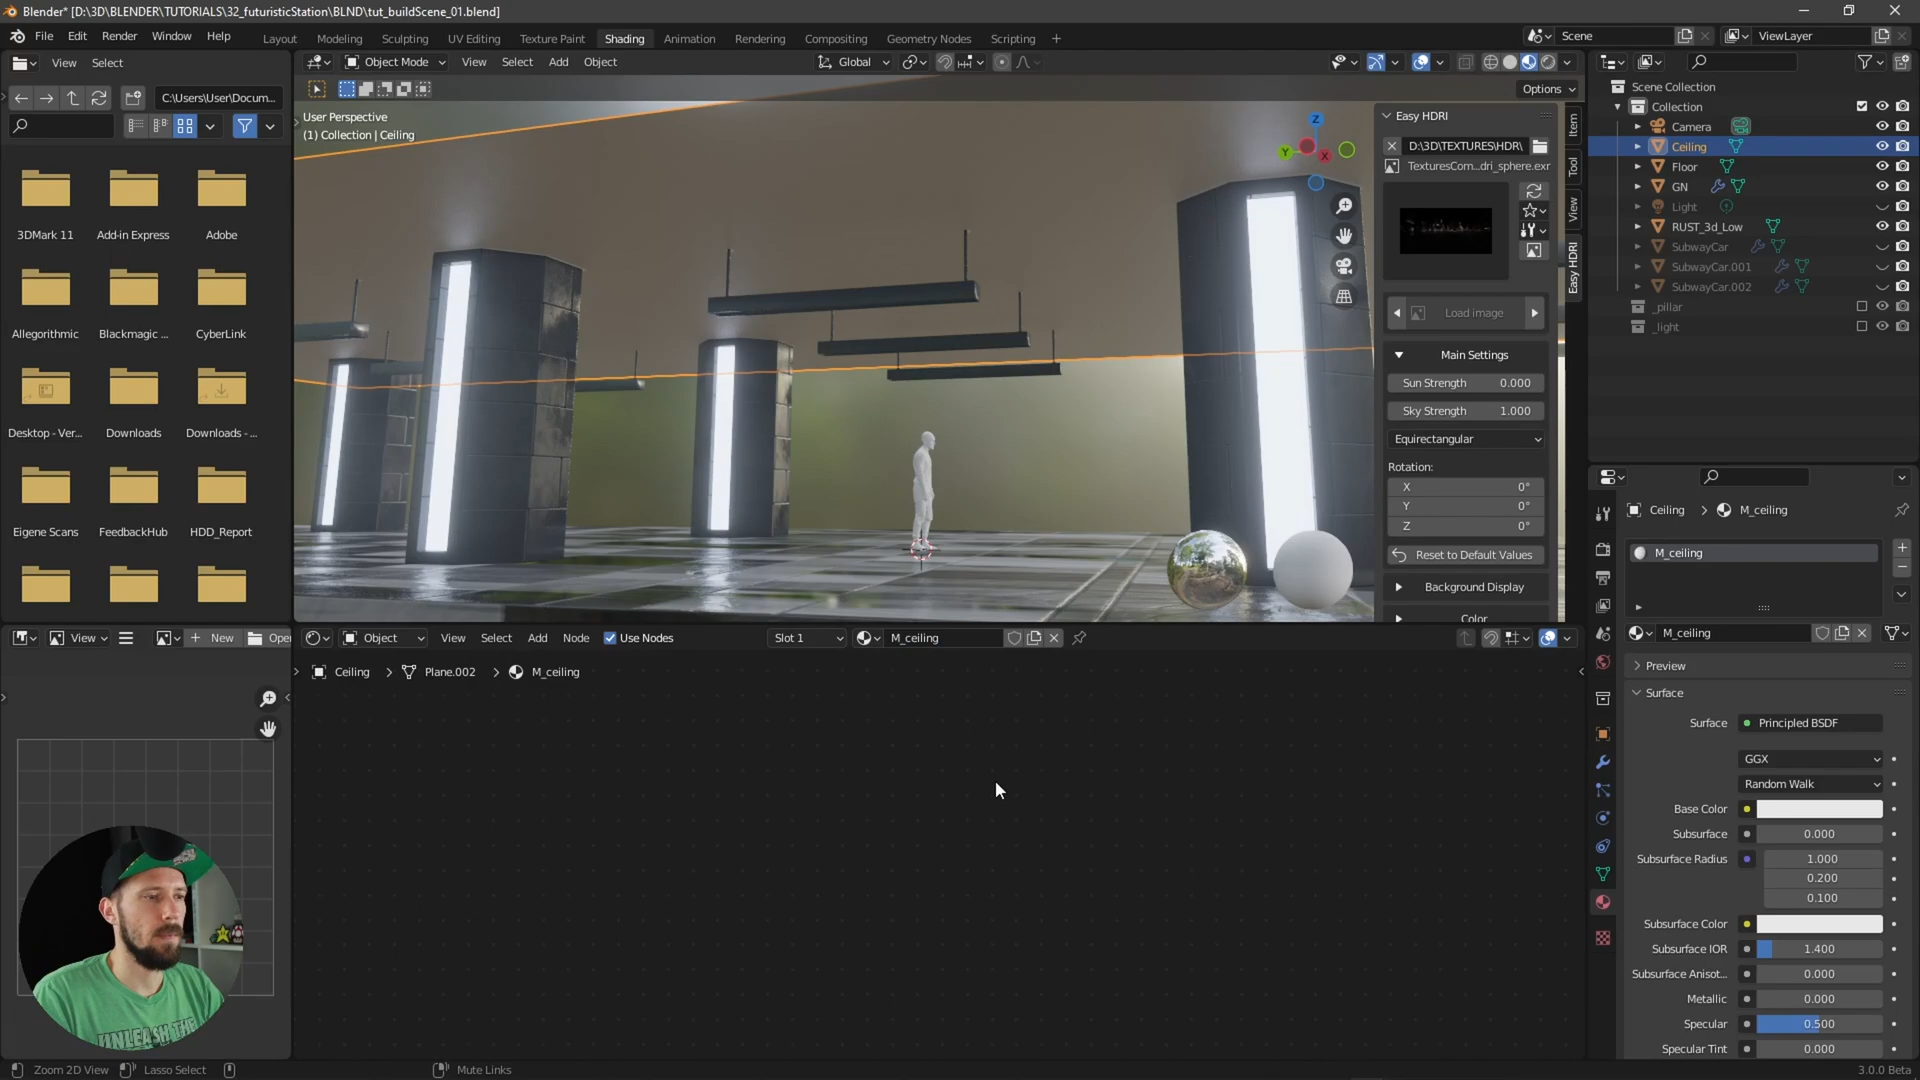 Blender* [D:\3D\BLENDER\TUTORIALS\32_futuristicStation\BLND\tut_buildScene_01.blend]
File Edit Render Window Help
Layout Modeling Sculpting UV Editing Texture Paint Shading Animation Rendering Compositing Geometry Nodes Scripting +
Scene
ViewLayer
View Select
Object Mode View Select Add Object
Global
Options
C:\Users\User\Docum...
3DMark 11
Add-in Express
Adobe
Allegorithmic
Blackmagic ...
CyberLink
Desktop - Ver...
Downloads
Downloads - ...
Eigene Scans
FeedbackHub
HDD_Report
User Perspective
(1) Collection | Ceiling
Z
Y
X
Easy HDRI
D:\3D\TEXTURES\HDR\
TexturesCom...dri_sphere.exr
Load image
Main Settings
Sun Strength 0.000
Sky Strength 1.000
Equirectangular
Rotation:
X 0°
Y 0°
Z 0°
Reset to Default Values
Background Display
Color
Item
Tool
View
Easy HDRI
Scene Collection
Collection
Camera
Ceiling
Floor
GN
Light
RUST_3d_Low
SubwayCar
SubwayCar.001
SubwayCar.002
_pillar
_light
View
New
Open
Object View Select Add Node Use Nodes
Slot 1
M_ceiling
Ceiling > Plane.002 > M_ceiling
UNLEASH THE
Ceiling > M_ceiling
M_ceiling
M_ceiling
Preview
Surface
Surface Principled BSDF
GGX
Random Walk
Base Color
Subsurface 0.000
Subsurface Radius 1.000
0.200
0.100
Subsurface Color
Subsurface IOR 1.400
Subsurface Anisot... 0.000
Metallic 0.000
Specular 0.500
Specular Tint 0.000
Zoom 2D View
Lasso Select
Mute Links
3.0.0 Beta